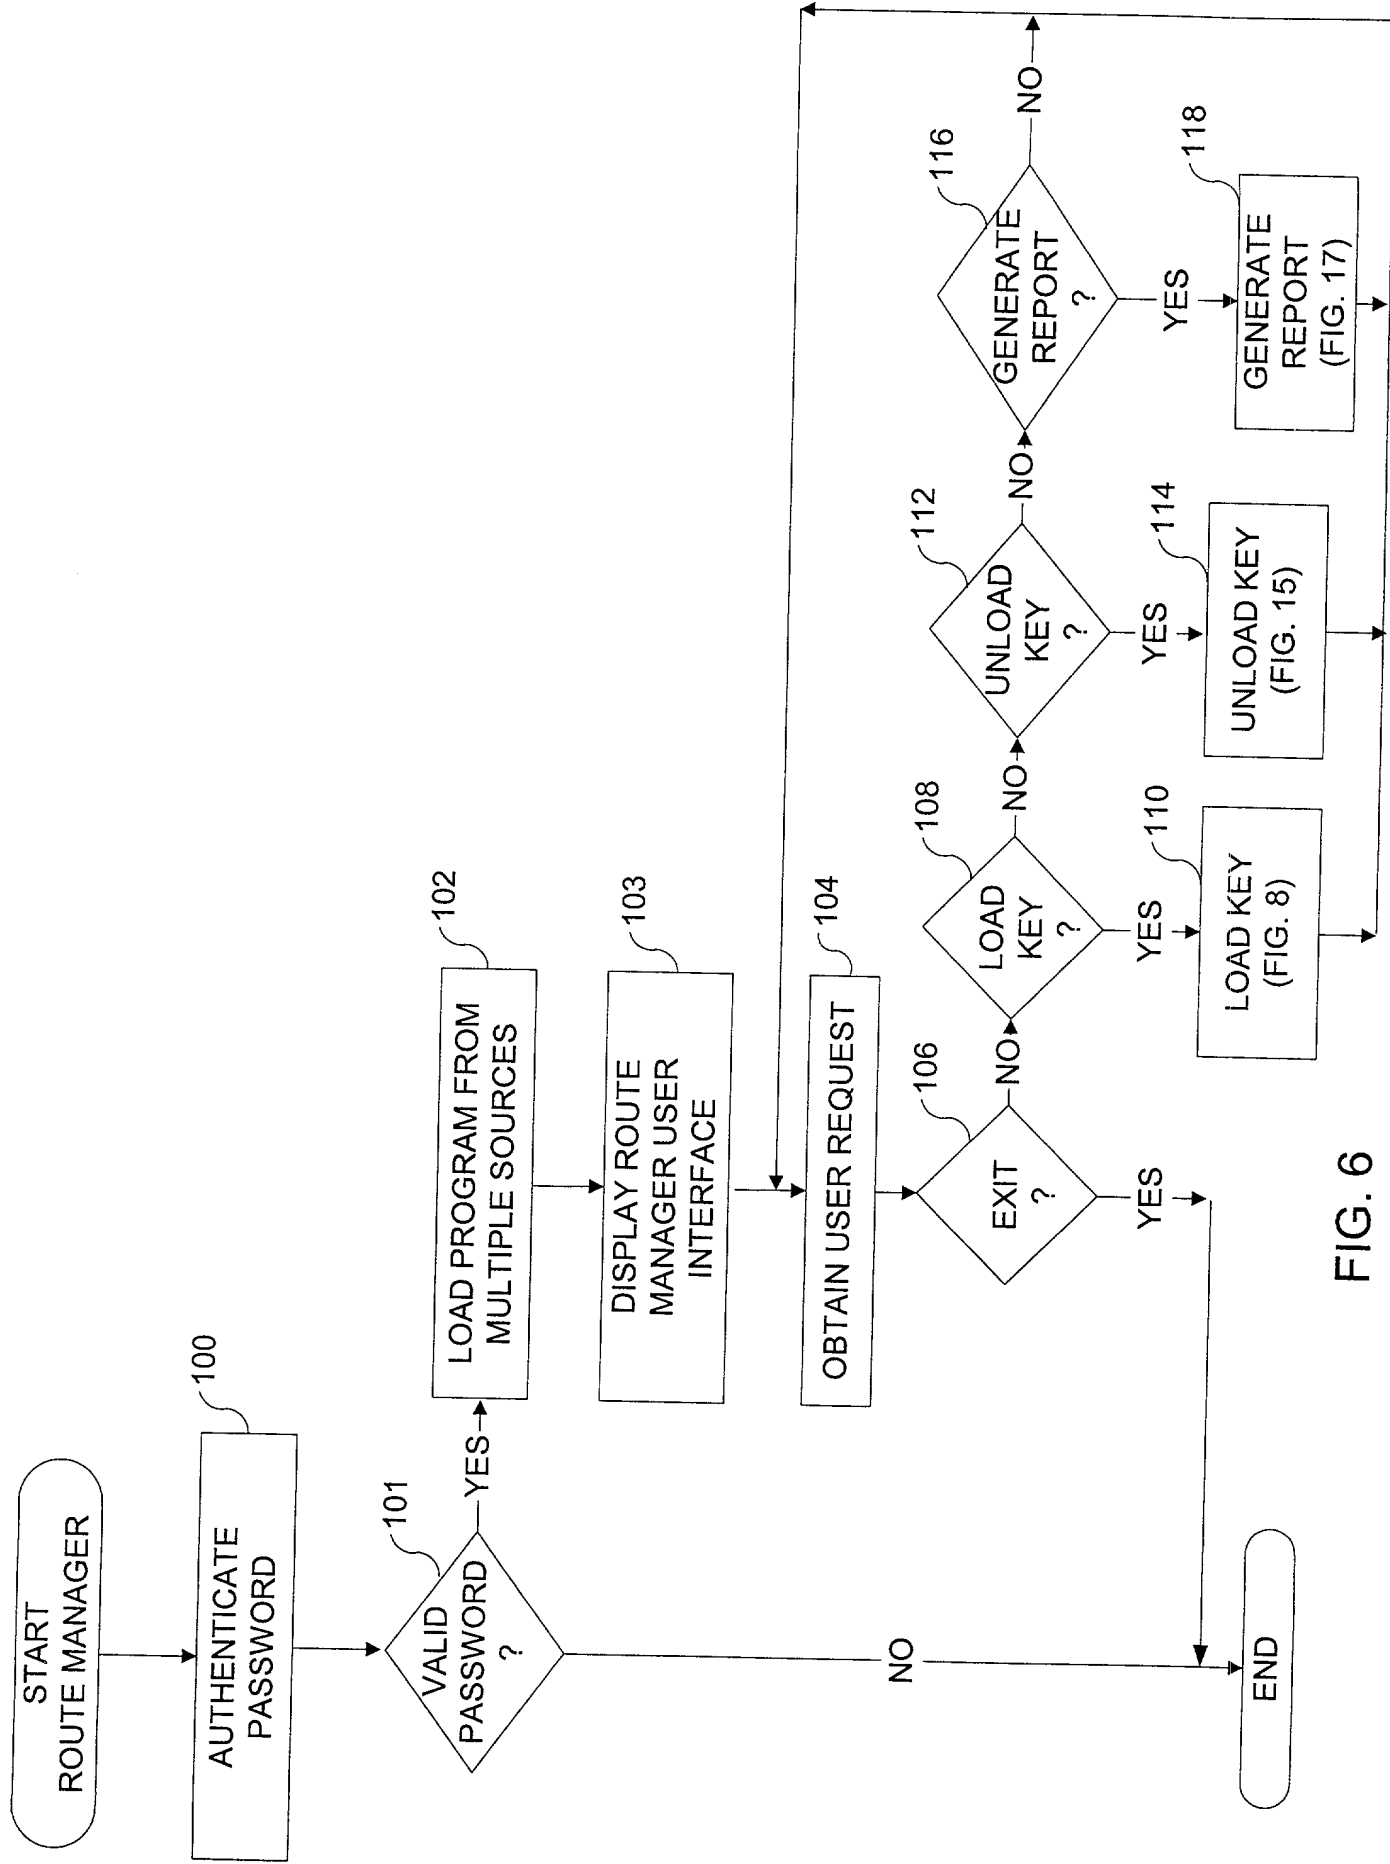 START
ROUTE MANAGER
AUTHENTICATE
PASSWORD
100
VALID
PASSWORD
?
101
YES
NO
LOAD PROGRAM FROM
MULTIPLE SOURCES
102
DISPLAY ROUTE
MANAGER USER
INTERFACE
103
OBTAIN USER REQUEST
104
EXIT
?
106
YES
NO
LOAD
KEY
?
108
YES
NO
LOAD KEY
(FIG. 8)
110
UNLOAD
KEY
?
112
YES
NO
UNLOAD KEY
(FIG. 15)
114
GENERATE
REPORT
?
116
YES
NO
GENERATE
REPORT
(FIG. 17)
118
END
FIG. 6